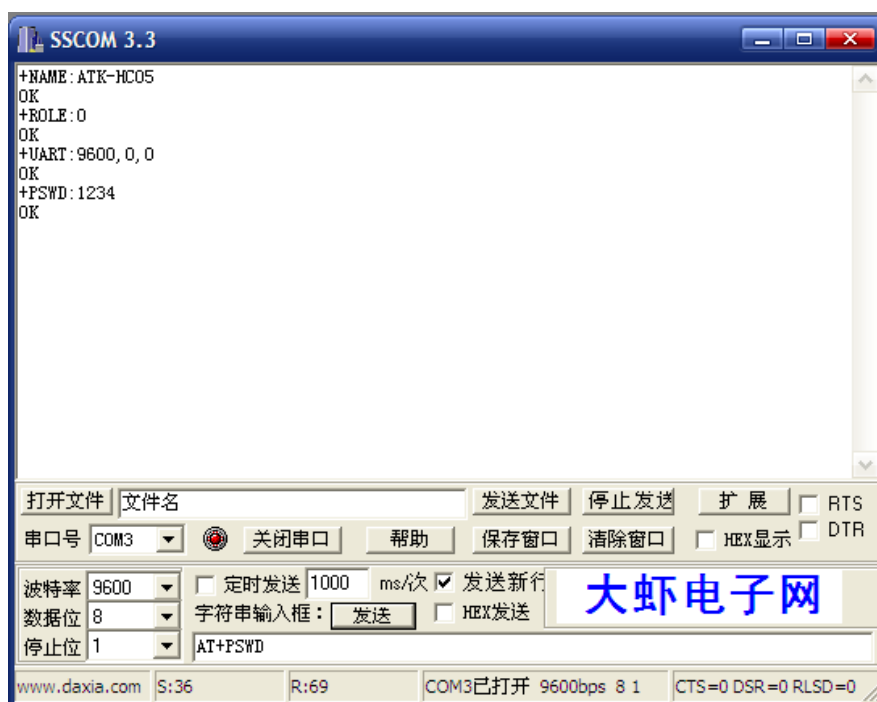 SSCOM 3.3
+NAME:ATK-HC05
OK
+ROLE:0
OK
+UART:9600,0,0
OK
+PSWD:1234
OK
打开文件 文件名 发送文件 停止发送 扩展 RTS
串口号 COM3 关闭串口 帮助 保存窗口 清除窗口 HEX显示 DTR
波特率 9600 定时发送 1000 ms/次 发送新行
数据位 8 字符串输入框： 发送 HEX发送 大虾电子网
停止位 1 AT+PSWD
www.daxia.com S:36 R:69 COM3已打开 9600bps 8 1 CTS=0 DSR=0 RLSD=0